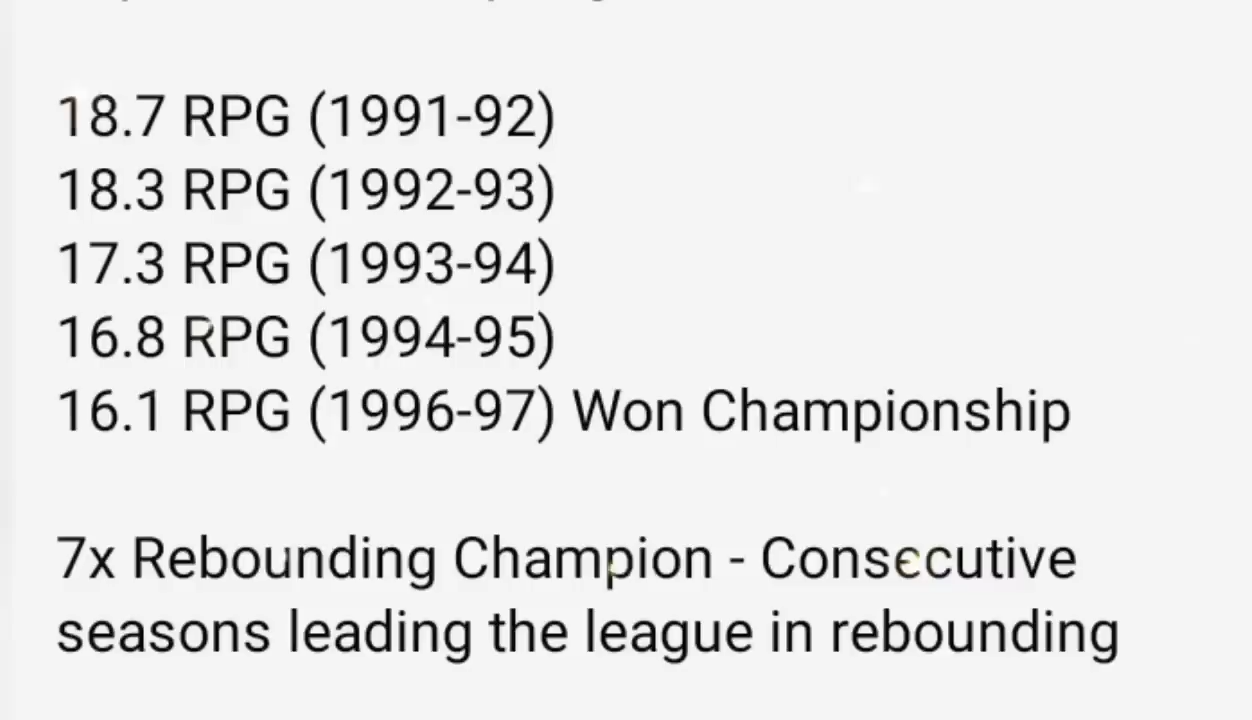 18.7 RPG (1991-92)
18.3 RPG (1992-93)
17.3 RPG (1993-94)
16.8 RPG (1994-95)
16.1 RPG (1996-97) Won Championship
7x Rebounding Champion - Consecutive
seasons leading the league in rebounding